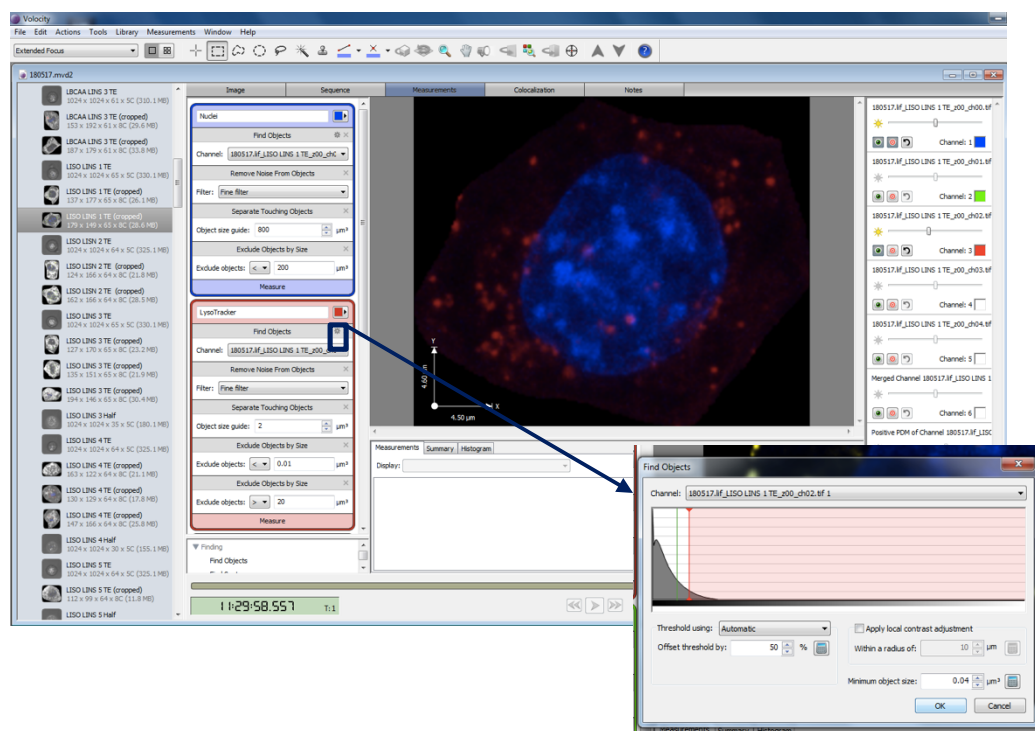 Volocity
File Edit Actions Tools Library Measurements Window Help
Extended Focus
180517.mvd2
LBCAA LINS 3 TE
1024 x 1024 x 61 x 5C (310.1 MB)
LBCAA LINS 3 TE (cropped)
153 x 192 x 61 x 8C (29.6 MB)
LBCAA LINS 3 TE (cropped)
187 x 179 x 61 x 8C (33.8 MB)
LISO LINS 1 TE
1024 x 1024 x 65 x 5C (330.1 MB)
LISO LINS 1 TE (cropped)
137 x 177 x 65 x 8C (26.1 MB)
LISO LINS 1 TE (cropped)
179 x 149 x 65 x 8C (28.6 MB)
LISO LISN 2 TE
1024 x 1024 x 64 x 5C (325.1 MB)
LISO LISN 2 TE (cropped)
124 x 166 x 64 x 8C (21.8 MB)
LISO LISN 2 TE (cropped)
162 x 166 x 64 x 8C (28.5 MB)
LISO LINS 3 TE
1024 x 1024 x 65 x 5C (330.1 MB)
LISO LINS 3 TE (cropped)
127 x 170 x 65 x 8C (23.2 MB)
LISO LINS 3 TE (cropped)
135 x 151 x 65 x 8C (21.9 MB)
LISO LINS 3 TE (cropped)
194 x 146 x 65 x 8C (30.4 MB)
LISO LINS 3 Half
1024 x 1024 x 35 x 5C (180.1 MB)
LISO LINS 4 TE
1024 x 1024 x 64 x 5C (325.1 MB)
LISO LINS 4 TE (cropped)
163 x 122 x 64 x 8C (21.1 MB)
LISO LINS 4 TE (cropped)
130 x 129 x 64 x 8C (17.8 MB)
LISO LINS 4 TE (cropped)
147 x 166 x 64 x 8C (25.8 MB)
LISO LINS 4 Half
1024 x 1024 x 30 x 5C (155.1 MB)
LISO LINS 5 TE
1024 x 1024 x 64 x 5C (325.1 MB)
LISO LINS 5 TE (cropped)
112 x 99 x 64 x 8C (11.8 MB)
LISO LINS 5 Half
Image Sequence Measurements Colocalization Notes
Nuclei
Find Objects
Channel: 180517.lif_LISO LINS 1 TE_z00_chC
Remove Noise From Objects
Filter: Fine filter
Separate Touching Objects
Object size guide: 800 µm³
Exclude Objects by Size
Exclude objects: < 200 µm³
Measure
LysoTracker
Find Objects
Channel: 180517.lif_LISO LINS 1 TE_z00_chC
Remove Noise From Objects
Filter: Fine filter
Separate Touching Objects
Object size guide: 2 µm³
Exclude Objects by Size
Exclude objects: < 0.01 µm³
Exclude Objects by Size
Exclude objects: > 20 µm³
Measure
Finding
Find Objects
11:29:58.557 T:1
Y
4.60 µm
X
4.50 µm
Measurements Summary Histogram
Display:
180517.lif_LISO LINS 1 TE_z00_ch00.tif
Channel: 1
180517.lif_LISO LINS 1 TE_z00_ch01.tif
Channel: 2
180517.lif_LISO LINS 1 TE_z00_ch02.tif
Channel: 3
180517.lif_LISO LINS 1 TE_z00_ch03.tif
Channel: 4
180517.lif_LISO LINS 1 TE_z00_ch04.tif
Channel: 5
Merged Channel 180517.lif_LISO LINS 1
Channel: 6
Positive PDM of Channel 180517.lif_LISC
Find Objects
Channel: 180517.lif_LISO LINS 1 TE_z00_ch02.tif 1
Threshold using: Automatic
Offset threshold by: 50 %
Apply local contrast adjustment
Within a radius of: 10 µm
Minimum object size: 0.04 µm³
OK Cancel
Measurements Summary Histogram